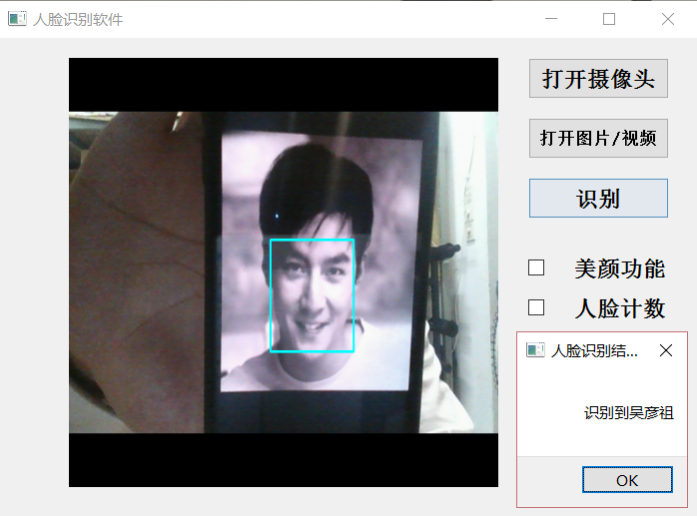 人脸识别软件
打开摄像头
打开图片/视频
识别
美颜功能
人脸计数
人脸识别结...
识别到吴彦祖
OK